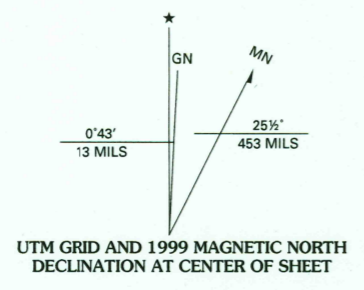 ★
GN
MN
0°43′
13 MILS
25½°
453 MILS
UTM GRID AND 1999 MAGNETIC NORTH
DECLINATION AT CENTER OF SHEET